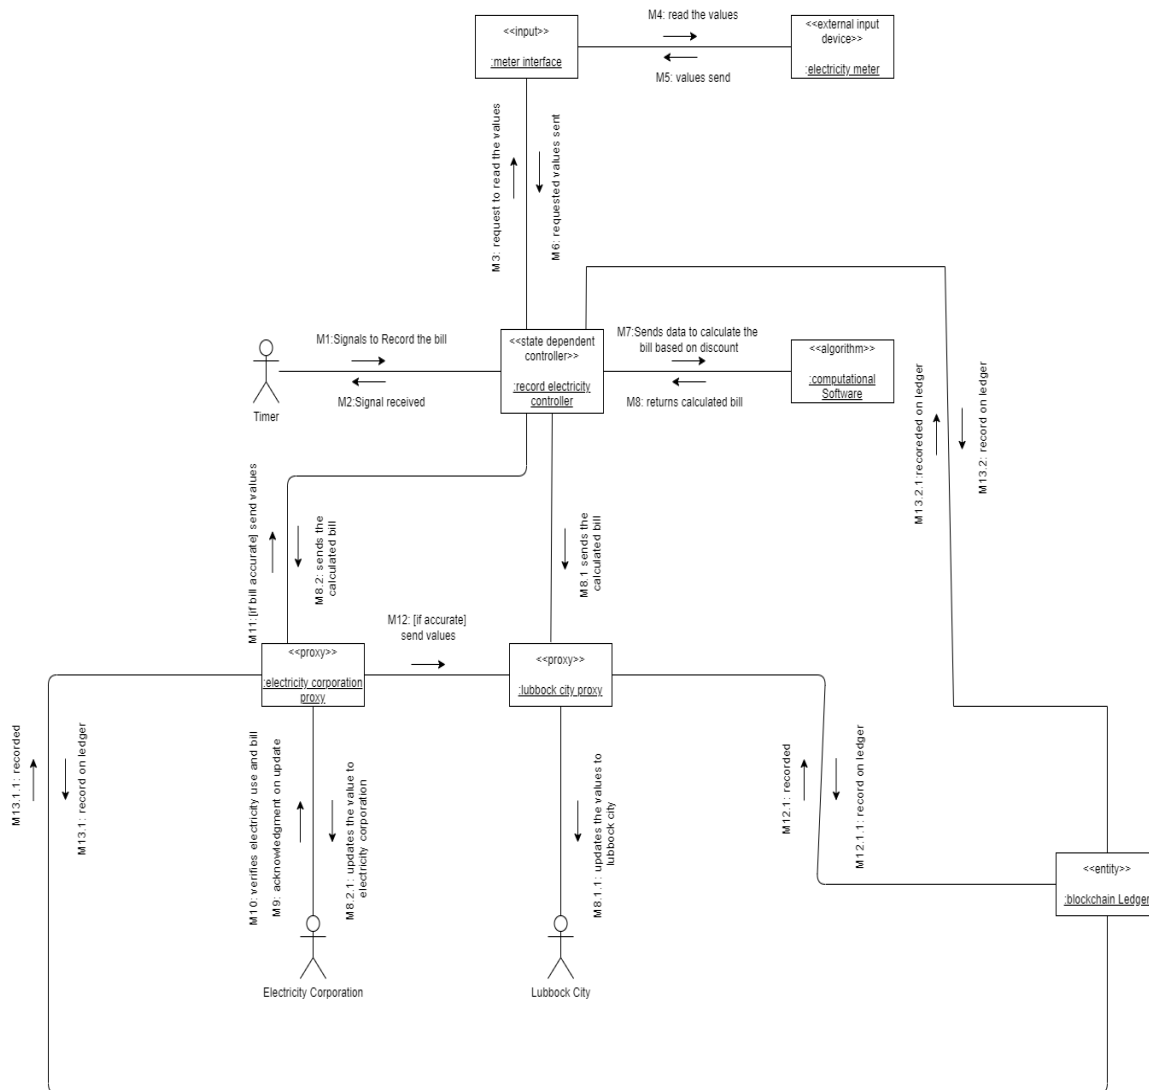 M4: read the values
<<input>>
:meter interface
<<external input
device>>
:electricity meter
M5: values send
M3: request to read the values
M6: requested values sent
M1:Signals to Record the bill
M2:Signal received
Timer
<<state dependent
controller>>
:record electricity
controller
M7:Sends data to calculate the
bill based on discount
M8: returns calculated bill
<<algorithm>>
:computational
Software
M13.2.1:recoreded on ledger
M13.2: record on ledger
M11:[if bill accurate] send values
M8.2: sends the
calculated bill
M8.1 sends the
calculated bill
M12: [if accurate]
send values
<<proxy>>
:electricity corporation
proxy
<<proxy>>
:lubbock city proxy
M13.1.1: recorded
M13.1: record on ledger
M10: verifies electricity use and bill
M9: acknowledgment on update
M8.2.1: updates the value to
electricity corporation
M8.1.1: updates the values to
lubbock city
M12.1: recorded
M12.1.1: record on ledger
<<entity>>
:blockchain Ledger
Electricity Corporation
Lubbock City